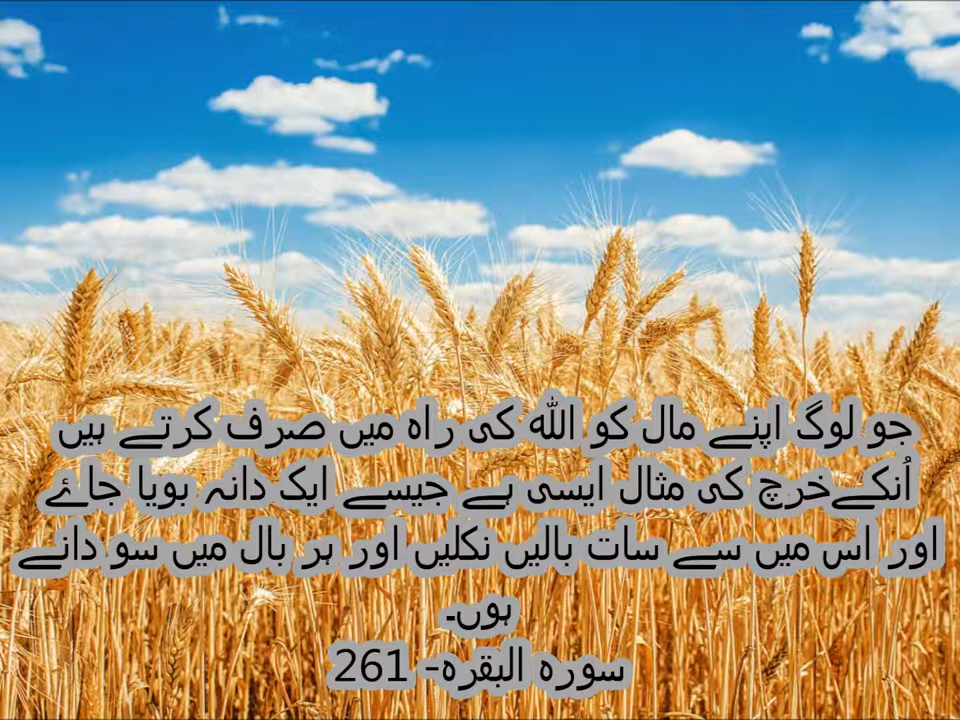 جو لوگ اپنے مال کو اللہ کی راہ میں صرف کرتے ہیں
اُنکےخرچ کی مثال ایسی ہے جیسے ایک دانہ بویا جاۓ
اور اس میں سے سات بالیں نکلیں اور ہر بال میں سو دانے
ہوں۔
سورہ البقرہ- 261